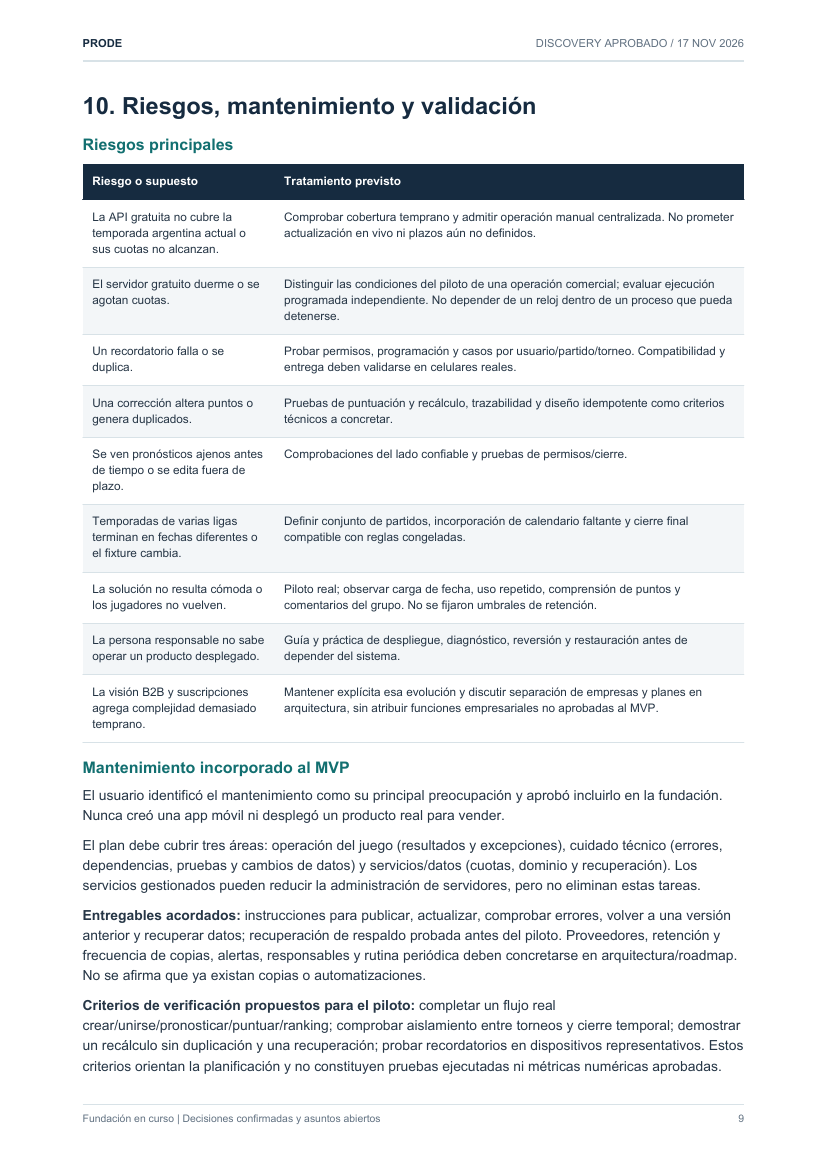 PRODE
DISCOVERY APROBADO / 17 NOV 2026
10. Riesgos, mantenimiento y validación
Riesgos principales
Riesgo o supuesto
Tratamiento previsto
La API gratuita no cubre la
temporada argentina actual o
sus cuotas no alcanzan.
Comprobar cobertura temprano y admitir operación manual centralizada. No prometer
actualización en vivo ni plazos aún no definidos.
El servidor gratuito duerme o se
agotan cuotas.
Distinguir las condiciones del piloto de una operación comercial; evaluar ejecución
programada independiente. No depender de un reloj dentro de un proceso que pueda
detenerse.
Un recordatorio falla o se
duplica.
Probar permisos, programación y casos por usuario/partido/torneo. Compatibilidad y
entrega deben validarse en celulares reales.
Una corrección altera puntos o
genera duplicados.
Pruebas de puntuación y recálculo, trazabilidad y diseño idempotente como criterios
técnicos a concretar.
Se ven pronósticos ajenos antes
de tiempo o se edita fuera de
plazo.
Comprobaciones del lado confiable y pruebas de permisos/cierre.
Temporadas de varias ligas
terminan en fechas diferentes o
el fixture cambia.
Definir conjunto de partidos, incorporación de calendario faltante y cierre final
compatible con reglas congeladas.
La solución no resulta cómoda o
los jugadores no vuelven.
Piloto real; observar carga de fecha, uso repetido, comprensión de puntos y
comentarios del grupo. No se fijaron umbrales de retención.
La persona responsable no sabe
operar un producto desplegado.
Guía y práctica de despliegue, diagnóstico, reversión y restauración antes de
depender del sistema.
La visión B2B y suscripciones
agrega complejidad demasiado
temprano.
Mantener explícita esa evolución y discutir separación de empresas y planes en
arquitectura, sin atribuir funciones empresariales no aprobadas al MVP.
Mantenimiento incorporado al MVP
El usuario identificó el mantenimiento como su principal preocupación y aprobó incluirlo en la fundación.
Nunca creó una app móvil ni desplegó un producto real para vender.
El plan debe cubrir tres áreas: operación del juego (resultados y excepciones), cuidado técnico (errores,
dependencias, pruebas y cambios de datos) y servicios/datos (cuotas, dominio y recuperación). Los
servicios gestionados pueden reducir la administración de servidores, pero no eliminan estas tareas.
Entregables acordados: instrucciones para publicar, actualizar, comprobar errores, volver a una versión
anterior y recuperar datos; recuperación de respaldo probada antes del piloto. Proveedores, retención y
frecuencia de copias, alertas, responsables y rutina periódica deben concretarse en arquitectura/roadmap.
No se afirma que ya existan copias o automatizaciones.
Criterios de verificación propuestos para el piloto: completar un flujo real
crear/unirse/pronosticar/puntuar/ranking; comprobar aislamiento entre torneos y cierre temporal; demostrar
un recálculo sin duplicación y una recuperación; probar recordatorios en dispositivos representativos. Estos
criterios orientan la planificación y no constituyen pruebas ejecutadas ni métricas numéricas aprobadas.
Fundación en curso | Decisiones confirmadas y asuntos abiertos
9